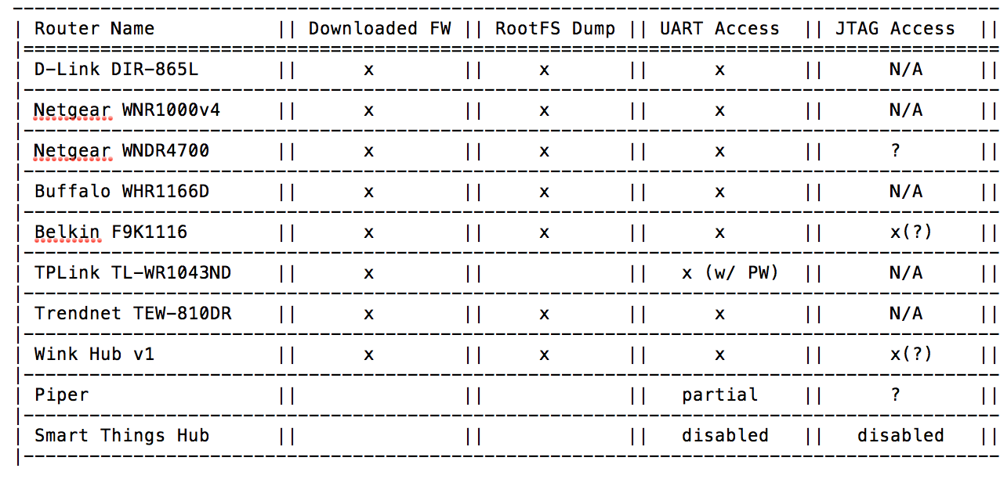 --------------------------------------------------------------------------------
| Router Name           || Downloaded FW || RootFS Dump || UART Access  || JTAG Access  ||
|===============================================================================
| D-Link DIR-865L       ||      x        ||     x       ||      x       ||     N/A      ||
|-------------------------------------------------------------------------------
| Netgear WNR1000v4     ||      x        ||     x       ||      x       ||     N/A      ||
|-------------------------------------------------------------------------------
| Netgear WNDR4700      ||      x        ||     x       ||      x       ||     ?        ||
|-------------------------------------------------------------------------------
| Buffalo WHR1166D      ||      x        ||     x       ||      x       ||     N/A      ||
|-------------------------------------------------------------------------------
| Belkin F9K1116        ||      x        ||     x       ||      x       ||     x(?)     ||
|-------------------------------------------------------------------------------
| TPLink TL-WR1043ND    ||      x        ||             ||   x (w/ PW)  ||     N/A      ||
|-------------------------------------------------------------------------------
| Trendnet TEW-810DR    ||      x        ||     x       ||      x       ||     N/A      ||
|-------------------------------------------------------------------------------
| Wink Hub v1           ||      x        ||     x       ||      x       ||     x(?)     ||
|-------------------------------------------------------------------------------
| Piper                 ||               ||             ||   partial    ||     ?        ||
|-------------------------------------------------------------------------------
| Smart Things Hub      ||               ||             ||   disabled   ||  disabled    ||
|-------------------------------------------------------------------------------